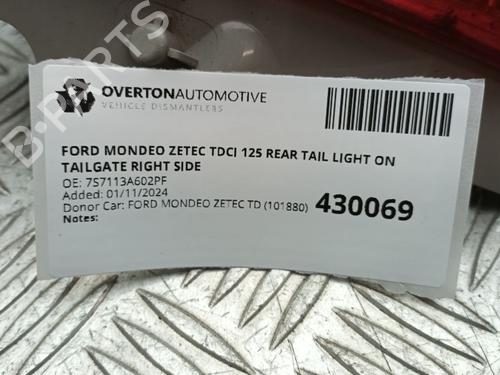 OVERTONAUTOMOTIVE
VEHICLE DISMANTLERS
FORD MONDEO ZETEC TDCI 125 REAR TAIL LIGHT ON
TAILGATE RIGHT SIDE
OE: 7S7113A602PF
Added: 01/11/2024
Donor Car: FORD MONDEO ZETEC TD (101880) 430069
Notes:
B-PARTS